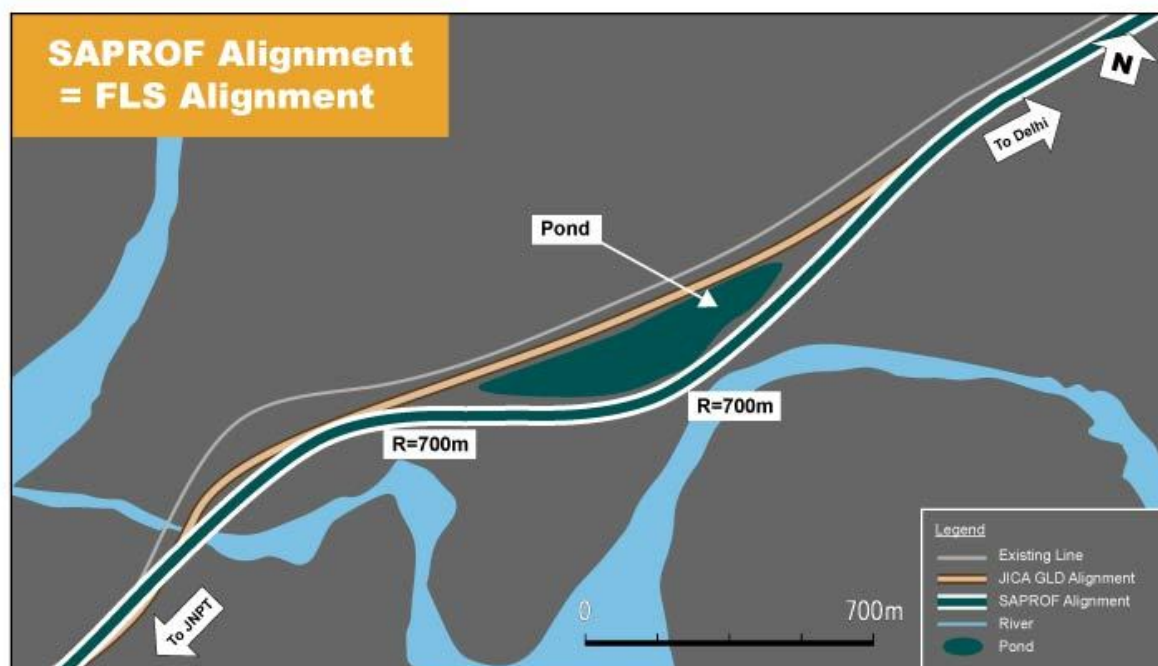 SAPROF Alignment
= FLS Alignment
N
To Delhi
Pond
R=700m
R=700m
To JNPT
0
700m
Legend
Existing Line
JICA GLD Alignment
SAPROF Alignment
River
Pond